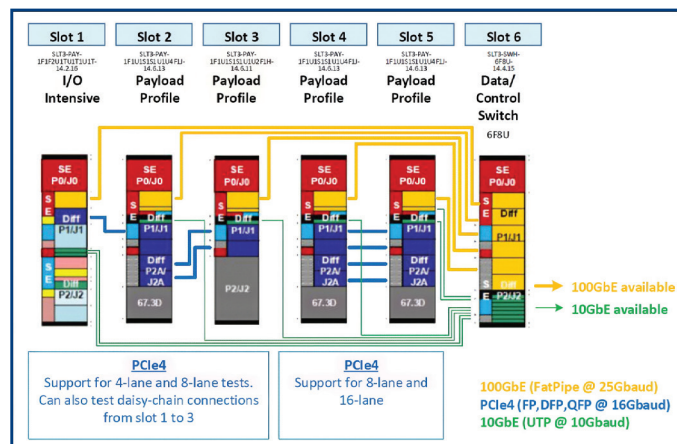 Slot 1
Slot 2
Slot 3
Slot 4
Slot 5
Slot 6
SLT3-PAY-
1F1F2U1TU1T1U1T-
14.2.16
I/O
Intensive
SLT3-PAY-
1F1U1S1S1U1U4F1J-
14.6.13
Payload
Profile
SLT3-PAY-
1F1U1S1S1U1U2F1H-
14.6.11
Payload
Profile
SLT3-PAY-
1F1U1S1S1U1U4F1J-
14.6.13
Payload
Profile
SLT3-PAY-
1F1U1S1S1U1U4F1J-
14.6.13
Payload
Profile
SLT3-SWH-
6F8U-
14.4.15
Data/
Control
Switch
6F8U
SE
P0/J0
S
E
Diff
P1/J1
S
E
Diff
P2/J2
SE
P0/J0
S
E
Diff
P1/J1
Diff
P2A/
J2A
67.3D
SE
P0/J0
S
E
Diff
P1/J1
P2/J2
SE
P0/J0
S
E
Diff
P1/J1
Diff
P2A/
J2A
67.3D
SE
P0/J0
S
E
Diff
P1/J1
Diff
P2A/
J2A
67.3D
SE
P0/J0
S
E
Diff
P1/J1
S
Diff
E
P2/J2
100GbE available
10GbE available
PCIe4
Support for 4-lane and 8-lane tests.
Can also test daisy-chain connections
from slot 1 to 3
PCIe4
Support for 8-lane and
16-lane
100GbE (FatPipe @ 25Gbaud)
PCIe4 (FP,DFP,QFP @ 16Gbaud)
10GbE (UTP @ 10Gbaud)